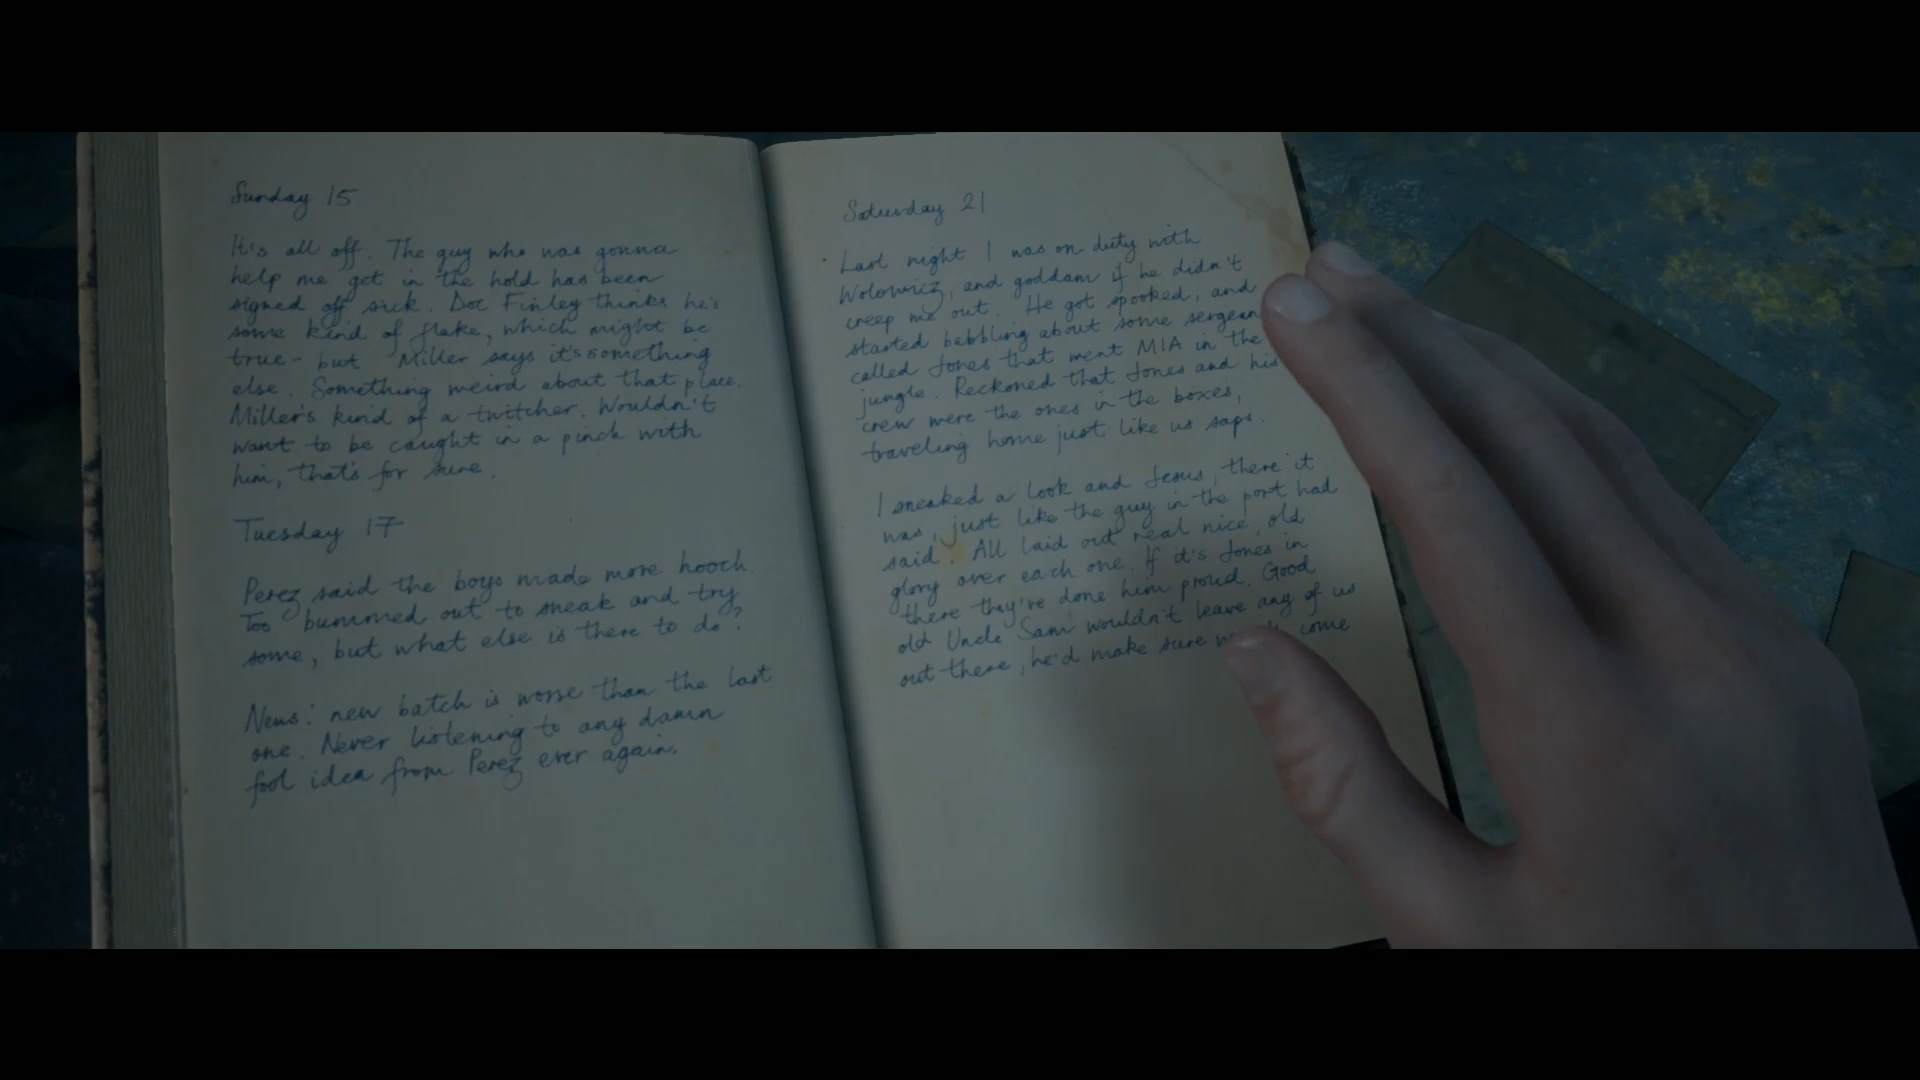 Sunday 15
It's all off. The guy who was gonna
help me get in the hold has been
signed off sick. Doc Finley thinks he's
some kind of flake, which might be
true - but Miller says it's something
else. Something weird about that place.
Miller's kind of a twitcher. Wouldn't
want to be caught in a pinch with
him, that's for sure.
Tuesday 17
Perez said the boys made more hooch.
Too bummed out to sneak and try
some, but what else is there to do?
News: new batch is worse than the last
one. Never listening to any damn
fool idea from Perez ever again.
Saturday 21
Last night I was on duty with
Wolowicz, and goddam if he didn't
creep me out. He got spooked, and
started babbling about some sergean
called Jones that went MIA in the
jungle. Reckoned that Jones and his
crew were the ones in the boxes,
traveling home just like us saps.
I sneaked a look and Jesus, there it
was, just like the guy in the port had
said. All laid out real nice, old
glory over each one. If it's Jones in
there they're done him proud. Good
old Uncle Sam wouldn't leave any of us
out there, he'd make sure come